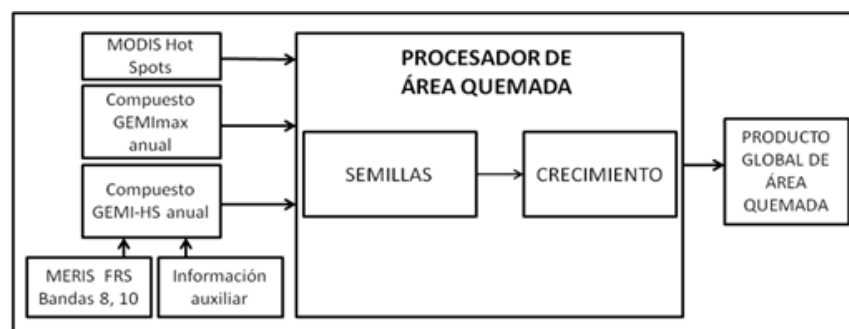 MODIS Hot
Spots
Compuesto
GEMImax
anual
Compuesto
GEMI-HS anual
MERIS FRS
Bandas 8, 10
Información
auxiliar
PROCESADOR DE
ÁREA QUEMADA
SEMILLAS
CRECIMIENTO
PRODUCTO
GLOBAL DE
ÁREA
QUEMADA